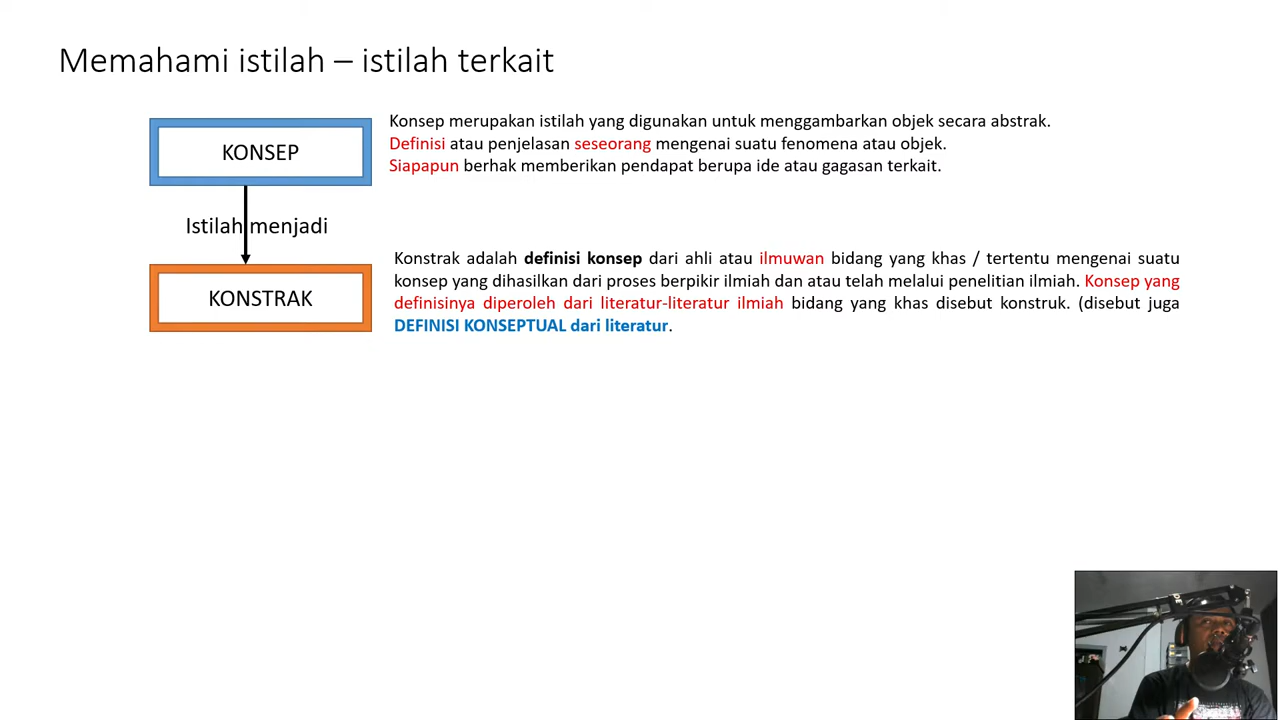 Memahami istilah – istilah terkait
KONSEP
Konsep merupakan istilah yang digunakan untuk menggambarkan objek secara abstrak.
Definisi atau penjelasan seseorang mengenai suatu fenomena atau objek.
Siapapun berhak memberikan pendapat berupa ide atau gagasan terkait.
Istilah menjadi
KONSTRAK
Konstrak adalah definisi konsep dari ahli atau ilmuwan bidang yang khas / tertentu mengenai suatu
konsep yang dihasilkan dari proses berpikir ilmiah dan atau telah melalui penelitian ilmiah. Konsep yang
definisinya diperoleh dari literatur-literatur ilmiah bidang yang khas disebut konstruk. (disebut juga
DEFINISI KONSEPTUAL dari literatur.